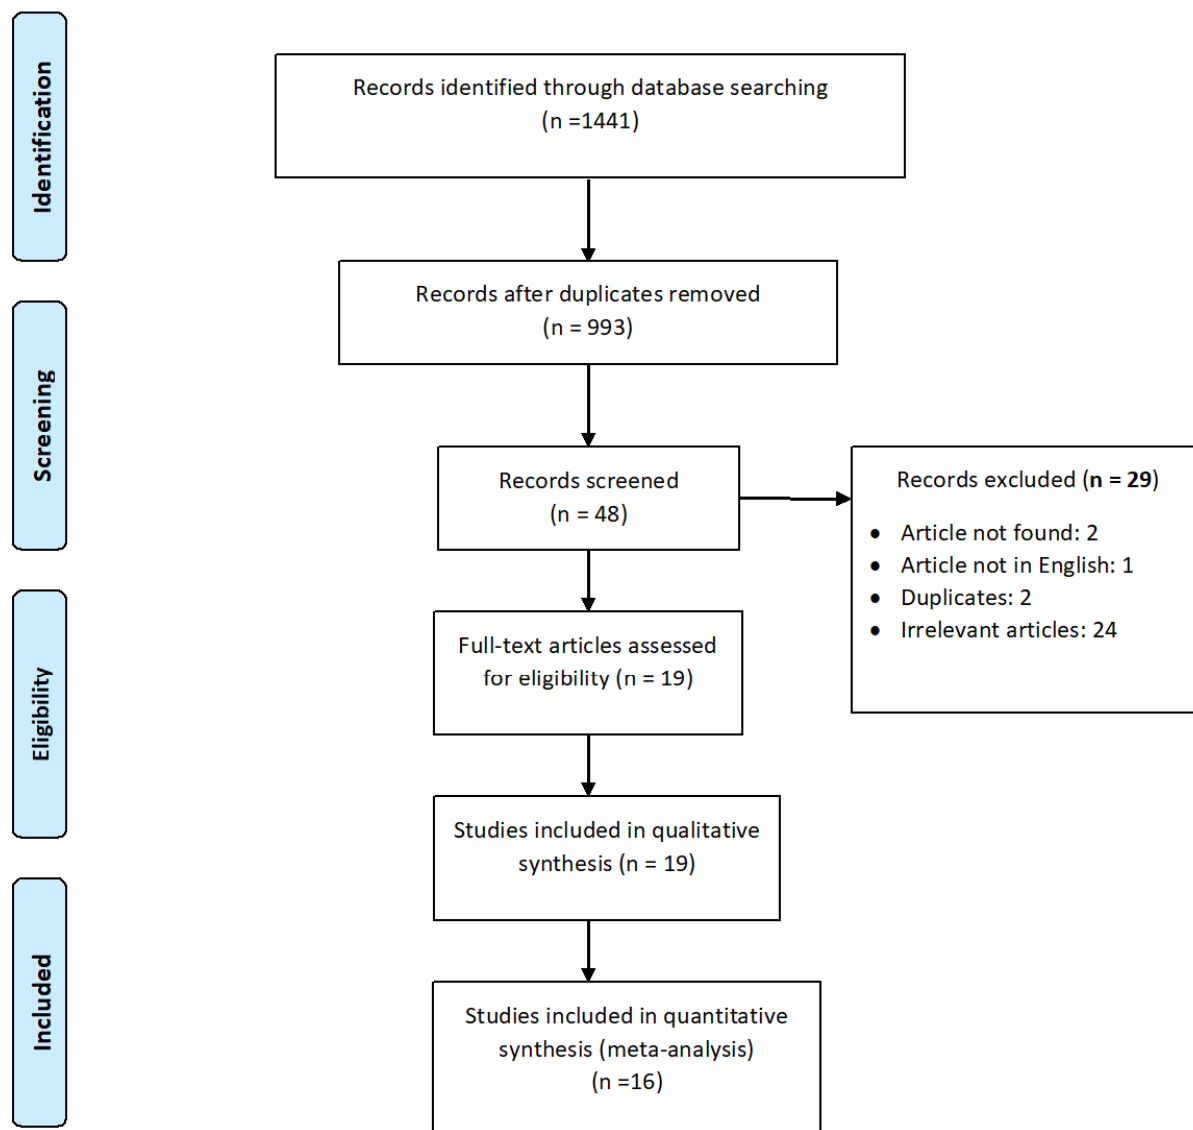 Identification
Records identified through database searching
(n =1441)
Records after duplicates removed
(n = 993)
Screening
Records screened
(n = 48)
Records excluded (n = 29)
● Article not found: 2
● Article not in English: 1
● Duplicates: 2
● Irrelevant articles: 24
Eligibility
Full-text articles assessed
for eligibility (n = 19)
Studies included in qualitative
synthesis (n = 19)
Included
Studies included in quantitative
synthesis (meta-analysis)
(n =16)